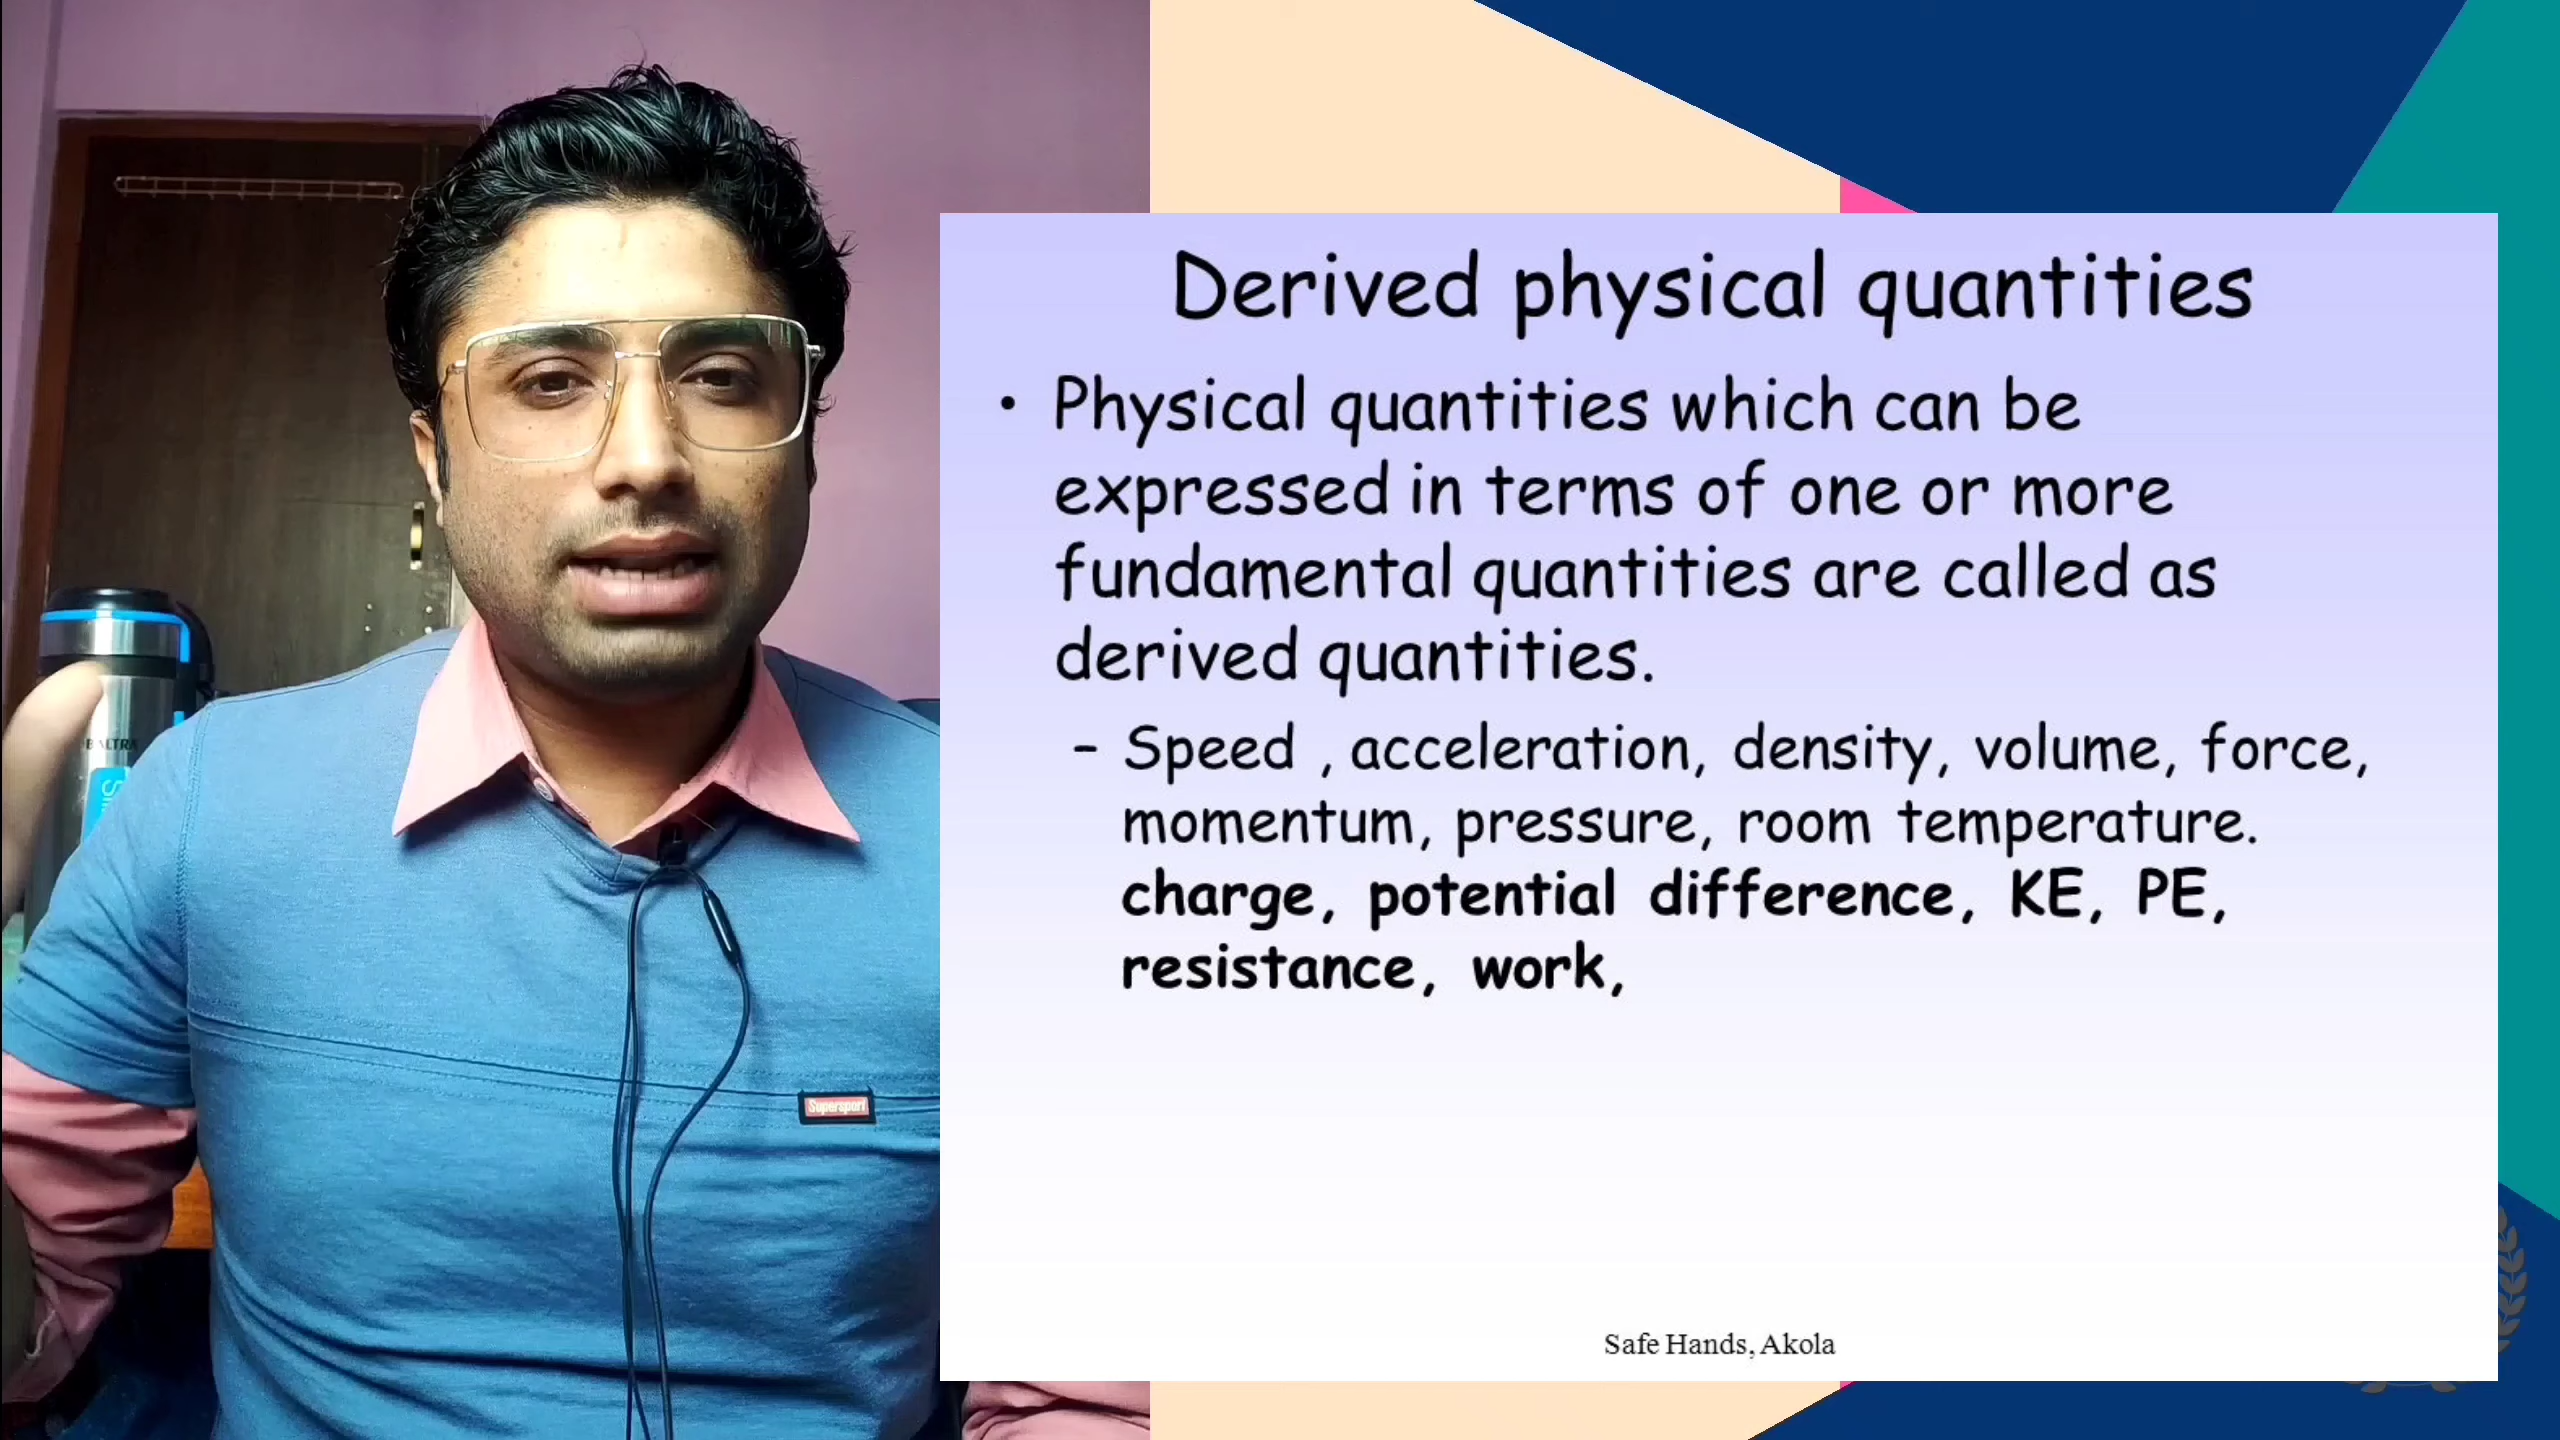 Derived physical quantities
• Physical quantities which can be
expressed in terms of one or more
fundamental quantities are called as
derived quantities.
– Speed , acceleration, density, volume, force,
momentum, pressure, room temperature.
charge, potential difference, KE, PE,
resistance, work,
Safe Hands, Akola
BALTRA
Supersport